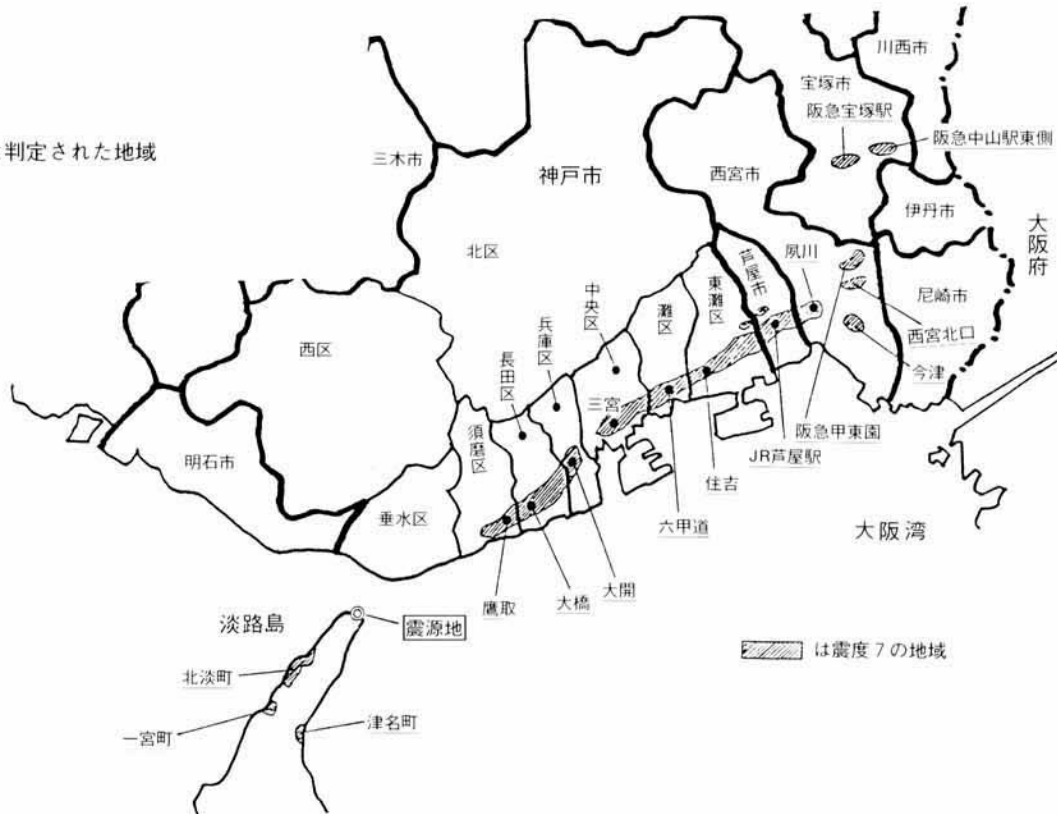 判定された地域
川西市
宝塚市
阪急宝塚駅
阪急中山駅東側
三木市
神戸市
西宮市
伊丹市
大阪府
北区
芦屋市
夙川
東灘区
灘区
中央区
兵庫区
長田区
尼崎市
西宮北口
今津
西区
三宮
須磨区
阪急甲東園
JR芦屋駅
明石市
住吉
垂水区
六甲道
大阪湾
大開
大橋
鷹取
淡路島
震源地
は震度7の地域
北淡町
一宮町
津名町